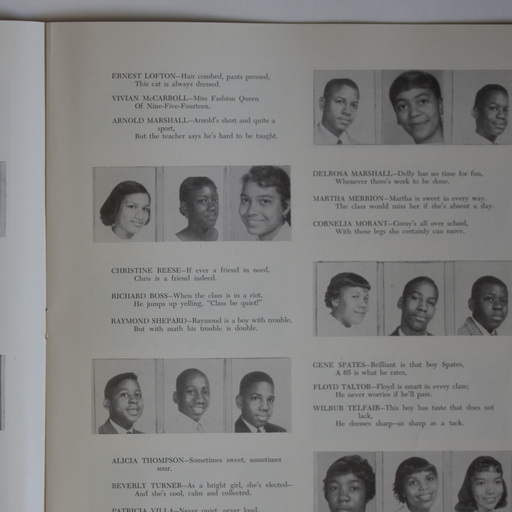 ERNEST LOFTON—Hair combed, pants pressed,
This cat is always dressed.
VIVIAN McCARROLL—Miss Fashion Queen
Of Nine-Five-Fourteen.
ARNOLD MARSHALL—Arnold's short and quite a
sport,
But the teacher says he's hard to be taught.
CHRISTINE REESE—If ever a friend in need,
Chris is a friend indeed.
RICHARD BOSS—When the class is in a riot,
He jumps up yelling, "Class be quiet!"
RAYMOND SHEPARD—Raymond is a boy with trouble,
But with math his trouble is double.
ALICIA THOMPSON—Sometimes sweet, sometimes
sour,
BEVERLY TURNER—As a bright girl, she's elected—
And she's cool, calm and collected.
PATRICIA VILLA—Never quiet, never loud,
DELROSA MARSHALL—Delly has no time for fun,
Whenever there's work to be done.
MARTHA MERRION—Martha is sweet in every way.
The class would miss her if she's absent a day.
CORNELIA MORANT—Corny's all over school,
With those legs she certainly can move.
GENE SPATES—Brilliant is that boy Spates,
A 85 is what he rates,
FLOYD TALYOR—Floyd is smart in every class;
He never worries if he'll pass.
WILBUR TELFAIR—This boy has taste that does not
lack,
He dresses sharp—as sharp as a tack.